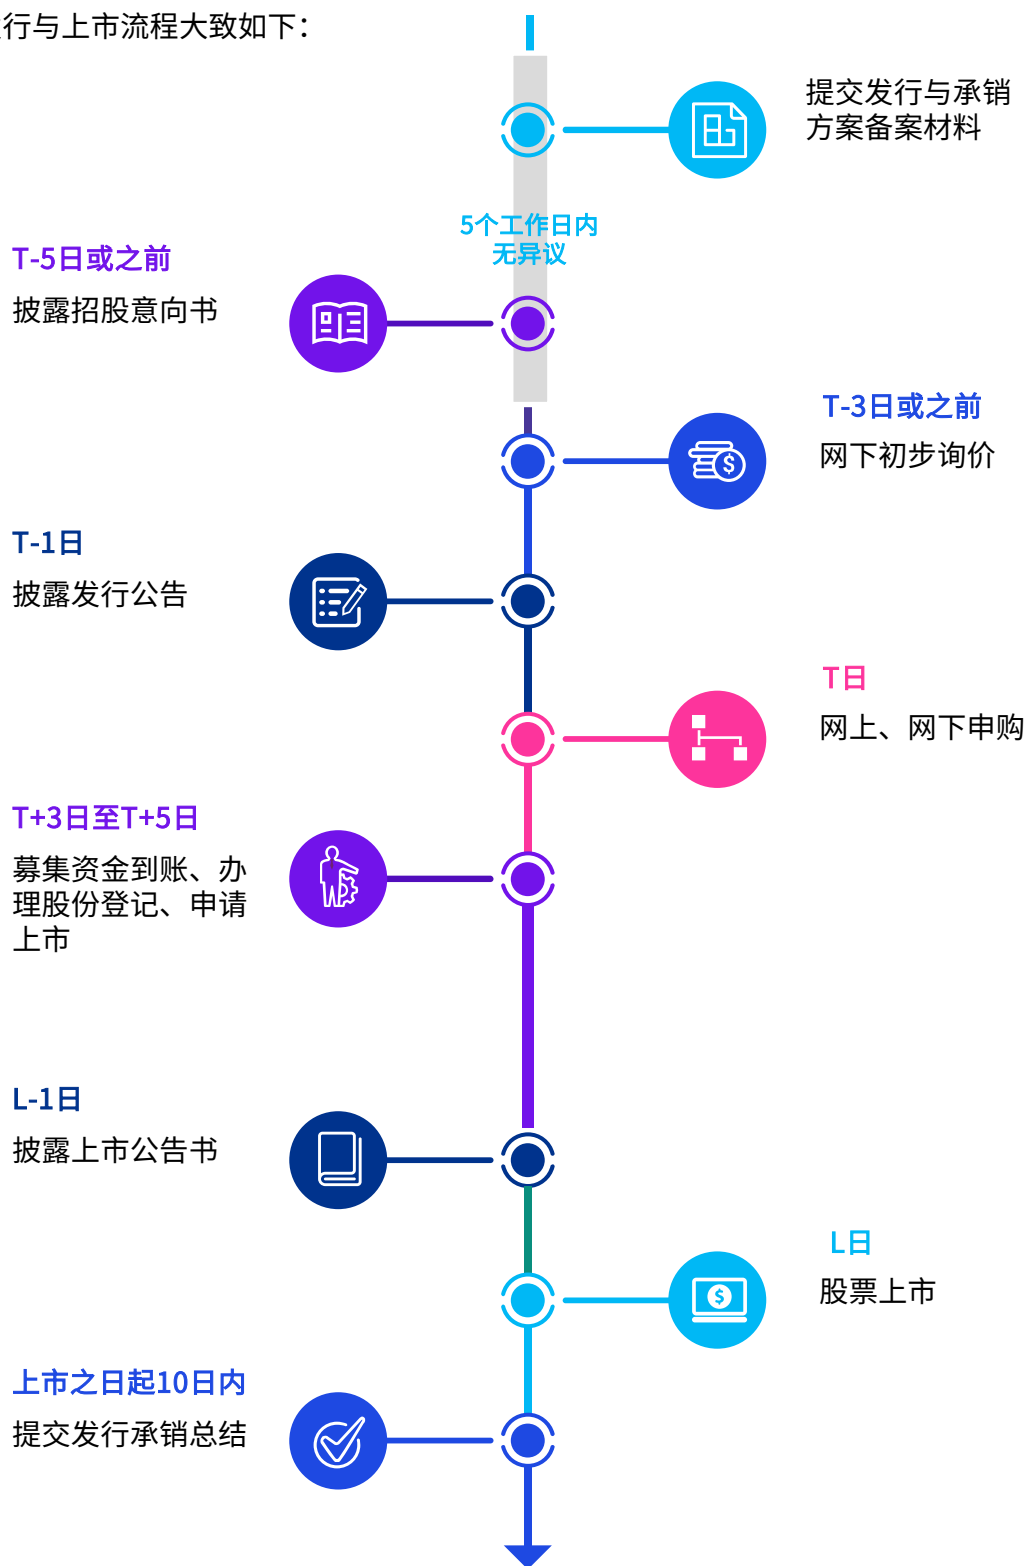 行与上市流程大致如下：
提交发行与承销
方案备案材料
5个工作日内
无异议
T-5日或之前
披露招股意向书
T-3日或之前
网下初步询价
T-1日
披露发行公告
T日
网上、网下申购
T+3日至T+5日
募集资金到账、办
理股份登记、申请
上市
L-1日
披露上市公告书
L日
股票上市
上市之日起10日内
提交发行承销总结